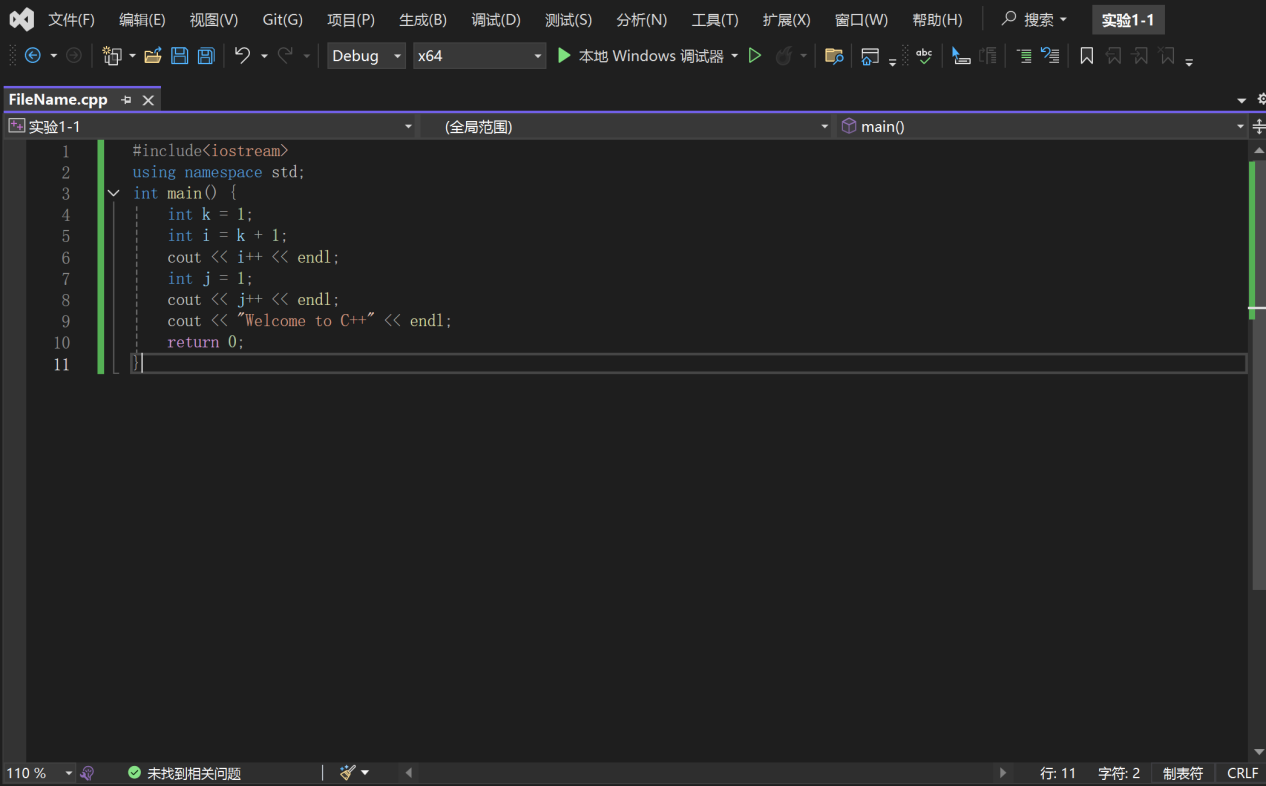 文件(F) 编辑(E) 视图(V) Git(G) 项目(P) 生成(B) 调试(D) 测试(S) 分析(N) 工具(T) 扩展(X) 窗口(W) 帮助(H) 搜索 实验1-1
Debug x64 本地 Windows 调试器 abc
FileName.cpp
实验1-1 (全局范围) main()
1 #include<iostream>
2 using namespace std;
3 int main() {
4 int k = 1;
5 int i = k + 1;
6 cout << i++ << endl;
7 int j = 1;
8 cout << j++ << endl;
9 cout << "Welcome to C++" << endl;
10 return 0;
11 }
110 % 未找到相关问题 行: 11 字符: 2 制表符 CRLF